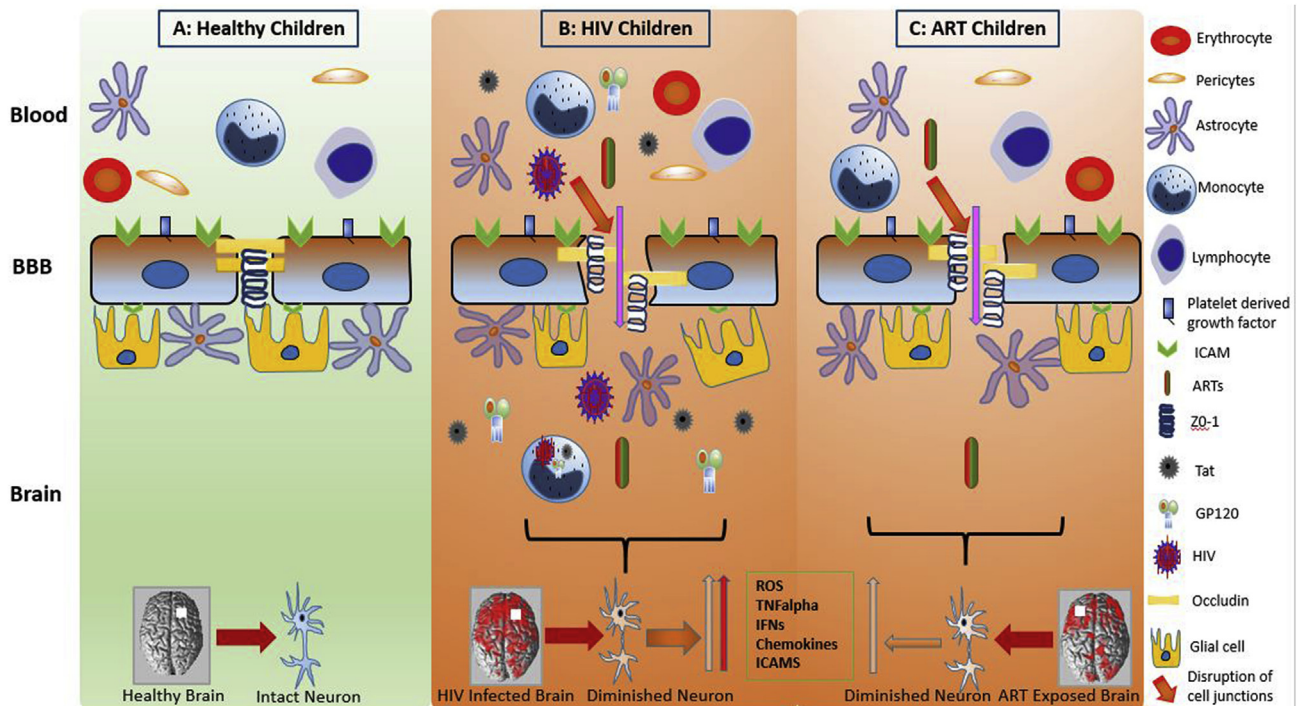 A: Healthy Children
B: HIV Children
C: ART Children
Blood
BBB
Brain
Healthy Brain
Intact Neuron
HIV Infected Brain
Diminished Neuron
ROS
TNFalpha
IFNs
Chemokines
ICAMS
Diminished Neuron
ART Exposed Brain
Erythrocyte
Pericytes
Astrocyte
Monocyte
Lymphocyte
Platelet derived
growth factor
ICAM
ARTs
Z0-1
Tat
GP120
HIV
Occludin
Glial cell
Disruption of
cell junctions